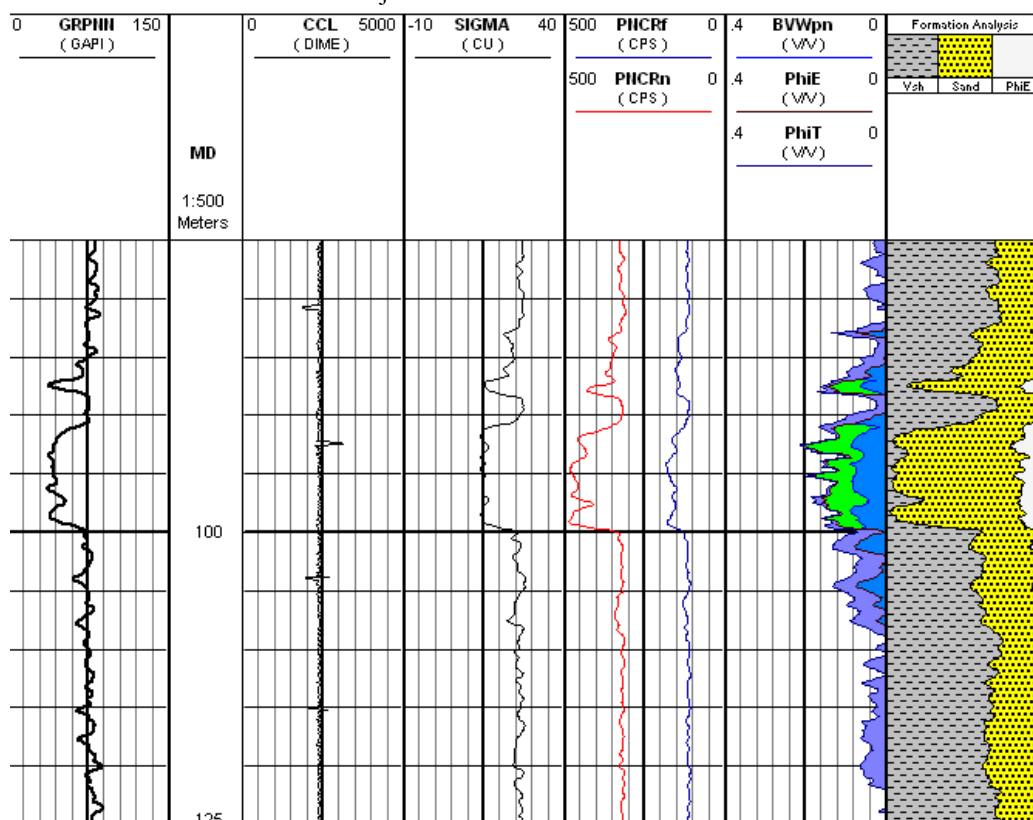 0 GRPNN 150
( GAPI )
MD
1:500
Meters
0 CCL 5000
( DIME )
-10 SIGMA 40
( CU )
500 PNCRf 0
( CPS )
500 PNCRn 0
( CPS )
.4 BVWpn 0
( V/V )
.4 PhiE 0
( V/V )
.4 PhiT 0
( V/V )
Formation Analysis
Vsh Sand PhiE
100
125